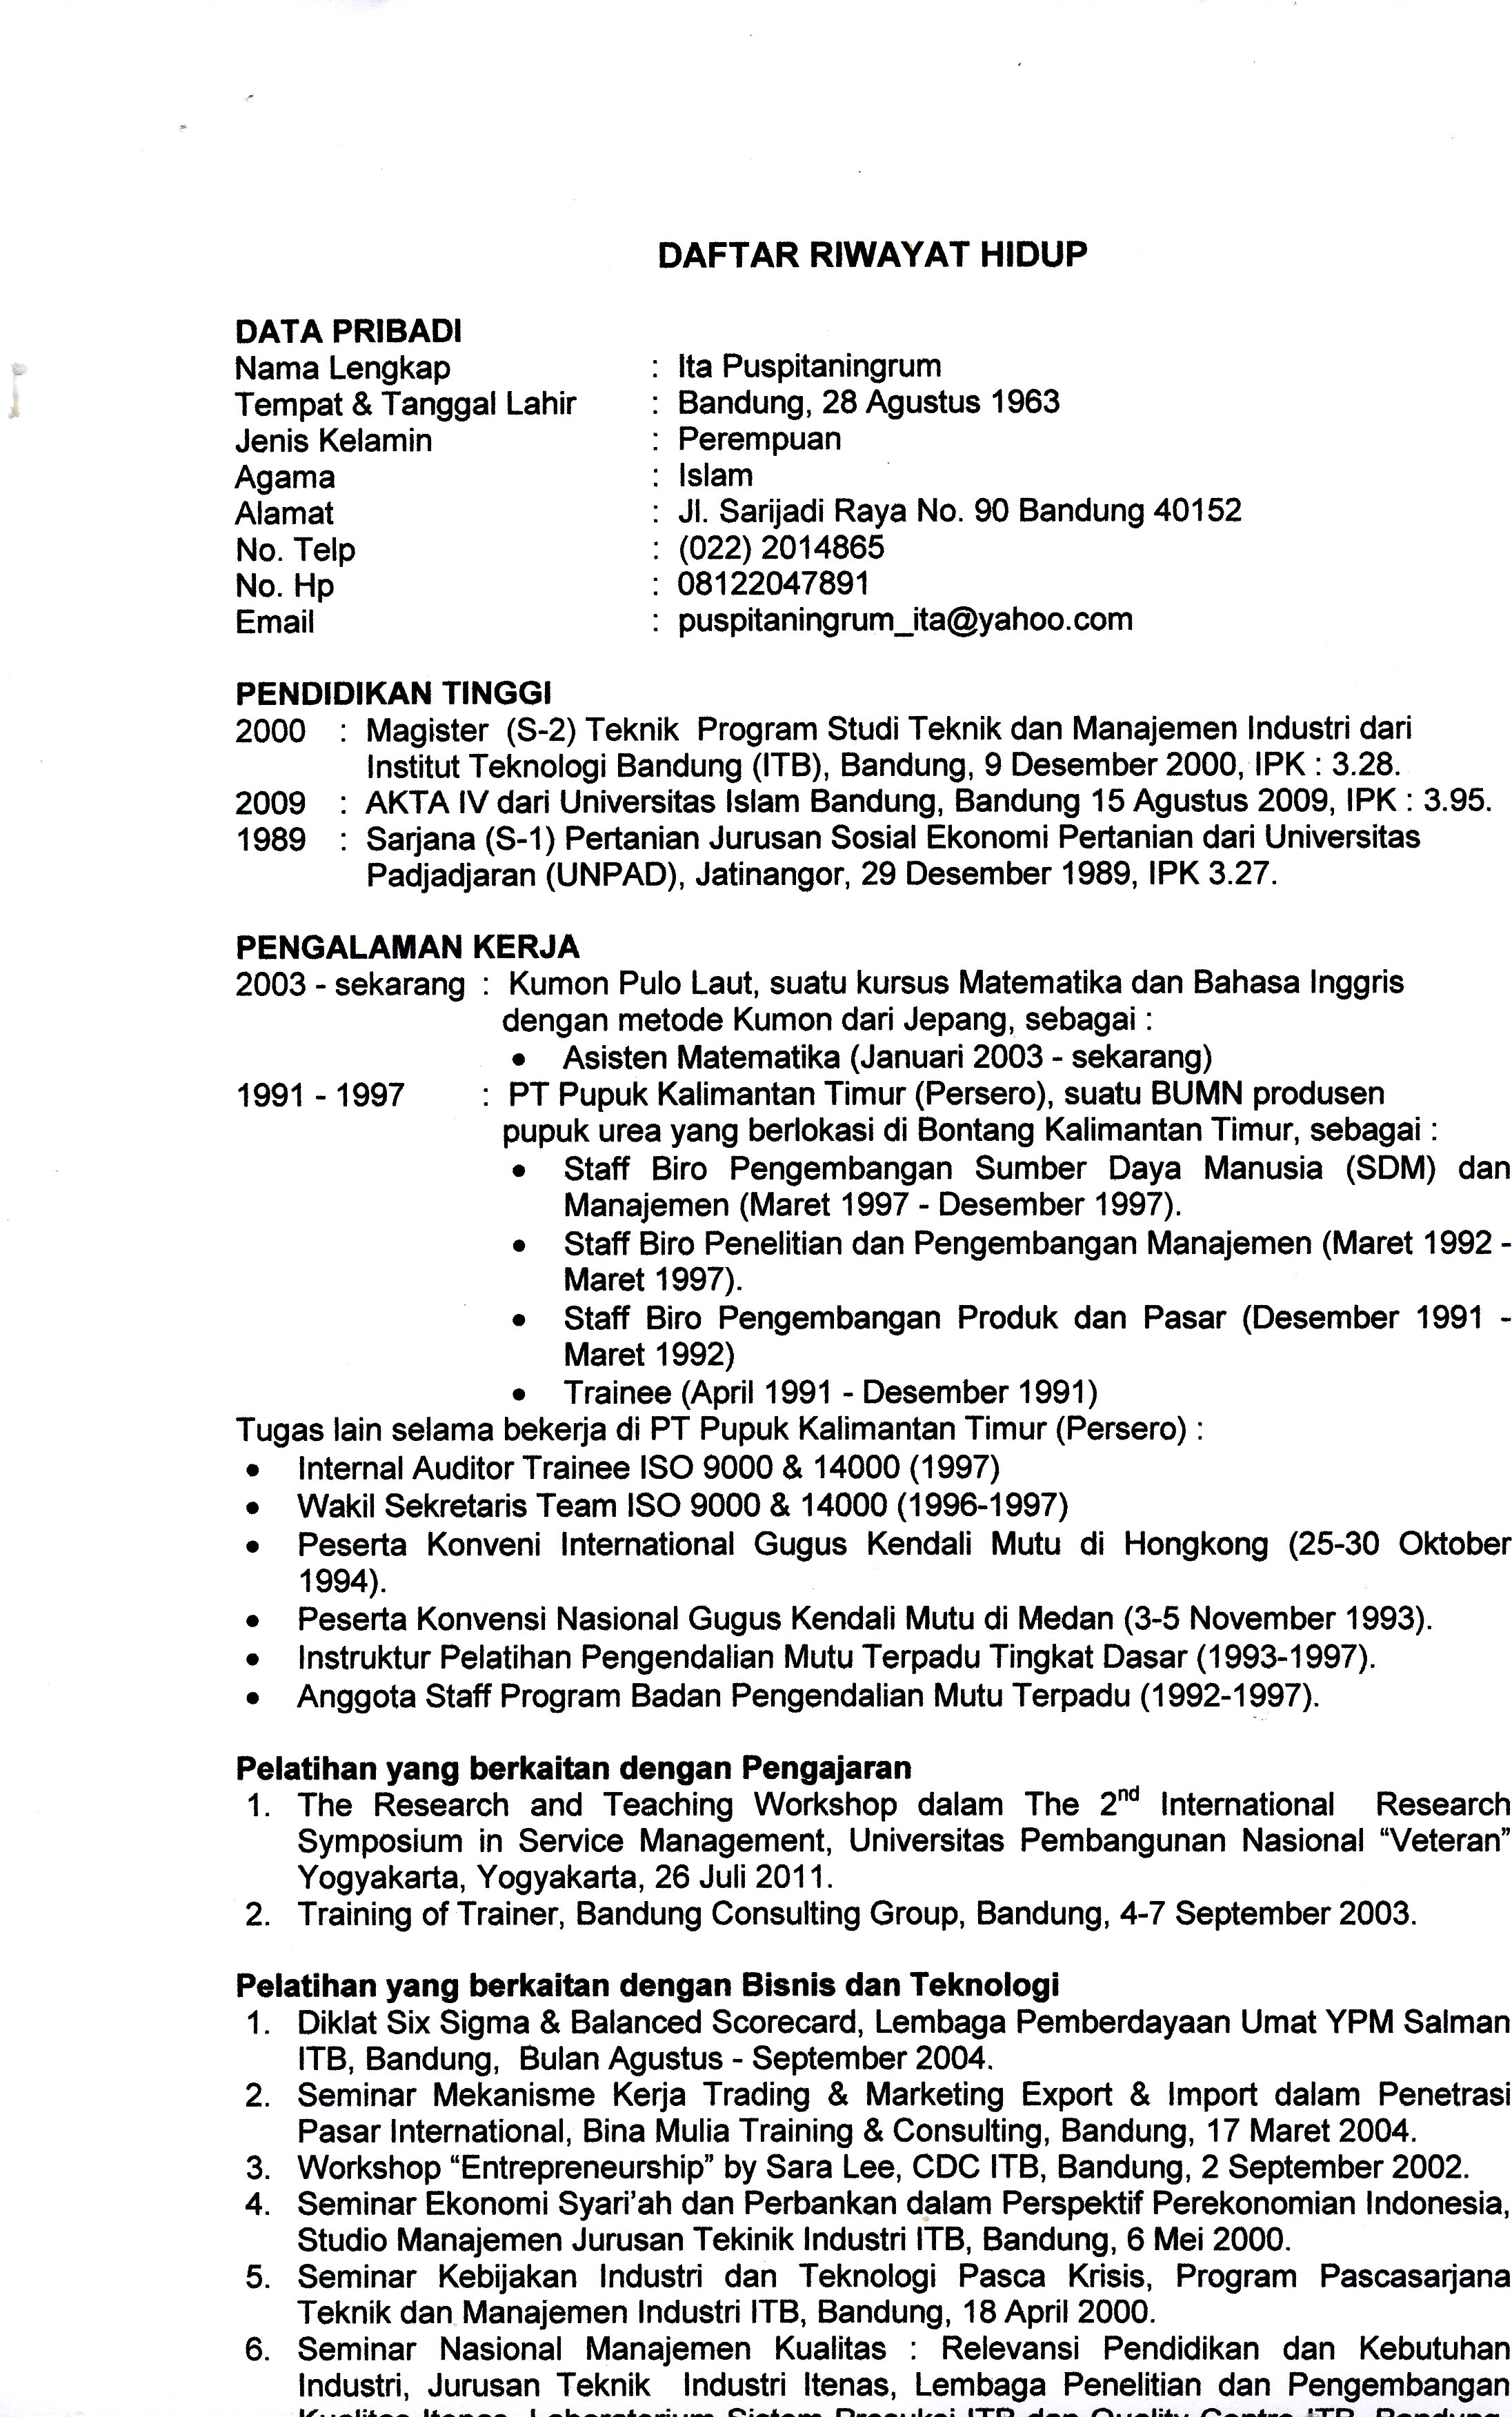 DAFTAR RIWAYAT HIDUP
DATA PRIBADI
Nama Lengkap : Ita Puspitaningrum
Tempat & Tanggal Lahir : Bandung, 28 Agustus 1963
Jenis Kelamin : Perempuan
Agama : Islam
Alamat : Jl. Sarijadi Raya No. 90 Bandung 40152
No. Telp : (022) 2014865
No. Hp : 08122047891
Email : puspitaningrum_ita@yahoo.com
PENDIDIKAN TINGGI
2000 : Magister (S-2) Teknik Program Studi Teknik dan Manajemen Industri dari
Institut Teknologi Bandung (ITB), Bandung, 9 Desember 2000, IPK : 3.28.
2009 : AKTA IV dari Universitas Islam Bandung, Bandung 15 Agustus 2009, IPK : 3.95.
1989 : Sarjana (S-1) Pertanian Jurusan Sosial Ekonomi Pertanian dari Universitas
Padjadjaran (UNPAD), Jatinangor, 29 Desember 1989, IPK 3.27.
PENGALAMAN KERJA
2003 - sekarang : Kumon Pulo Laut, suatu kursus Matematika dan Bahasa Inggris
dengan metode Kumon dari Jepang, sebagai :
• Asisten Matematika (Januari 2003 - sekarang)
1991 - 1997 : PT Pupuk Kalimantan Timur (Persero), suatu BUMN produsen
pupuk urea yang berlokasi di Bontang Kalimantan Timur, sebagai :
• Staff Biro Pengembangan Sumber Daya Manusia (SDM) dan
Manajemen (Maret 1997 - Desember 1997).
• Staff Biro Penelitian dan Pengembangan Manajemen (Maret 1992 -
Maret 1997).
• Staff Biro Pengembangan Produk dan Pasar (Desember 1991 -
Maret 1992)
• Trainee (April 1991 - Desember 1991)
Tugas lain selama bekerja di PT Pupuk Kalimantan Timur (Persero) :
• Internal Auditor Trainee ISO 9000 & 14000 (1997)
• Wakil Sekretaris Team ISO 9000 & 14000 (1996-1997)
• Peserta Konveni International Gugus Kendali Mutu di Hongkong (25-30 Oktober
1994).
• Peserta Konvensi Nasional Gugus Kendali Mutu di Medan (3-5 November 1993).
• Instruktur Pelatihan Pengendalian Mutu Terpadu Tingkat Dasar (1993-1997).
• Anggota Staff Program Badan Pengendalian Mutu Terpadu (1992-1997).
Pelatihan yang berkaitan dengan Pengajaran
1. The Research and Teaching Workshop dalam The 2nd International Research
Symposium in Service Management, Universitas Pembangunan Nasional “Veteran”
Yogyakarta, Yogyakarta, 26 Juli 2011.
2. Training of Trainer, Bandung Consulting Group, Bandung, 4-7 September 2003.
Pelatihan yang berkaitan dengan Bisnis dan Teknologi
1. Diklat Six Sigma & Balanced Scorecard, Lembaga Pemberdayaan Umat YPM Salman
ITB, Bandung, Bulan Agustus - September 2004.
2. Seminar Mekanisme Kerja Trading & Marketing Export & Import dalam Penetrasi
Pasar International, Bina Mulia Training & Consulting, Bandung, 17 Maret 2004.
3. Workshop “Entrepreneurship” by Sara Lee, CDC ITB, Bandung, 2 September 2002.
4. Seminar Ekonomi Syari’ah dan Perbankan dalam Perspektif Perekonomian Indonesia,
Studio Manajemen Jurusan Tekinik Industri ITB, Bandung, 6 Mei 2000.
5. Seminar Kebijakan Industri dan Teknologi Pasca Krisis, Program Pascasarjana
Teknik dan Manajemen Industri ITB, Bandung, 18 April 2000.
6. Seminar Nasional Manajemen Kualitas : Relevansi Pendidikan dan Kebutuhan
Industri, Jurusan Teknik Industri Itenas, Lembaga Penelitian dan Pengembangan